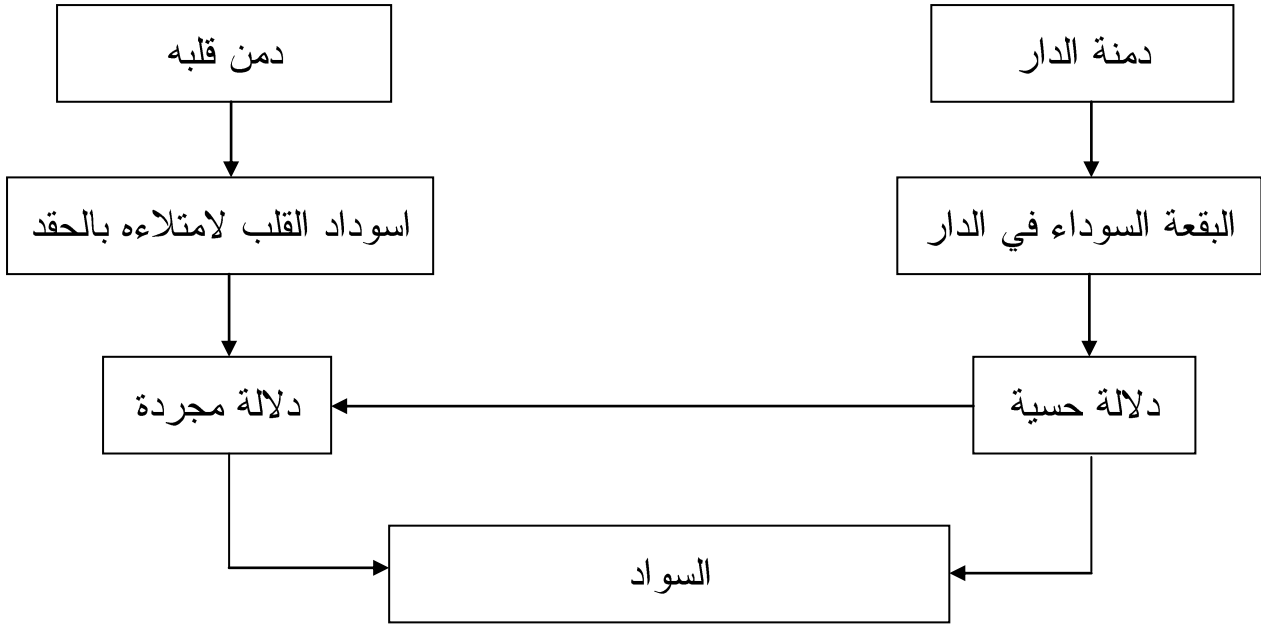 دمنة الدار
دمن قلبه
البقعة السوداء في الدار
اسوداد القلب لامتلاءه بالحقد
دلالة حسية
دلالة مجردة
السواد